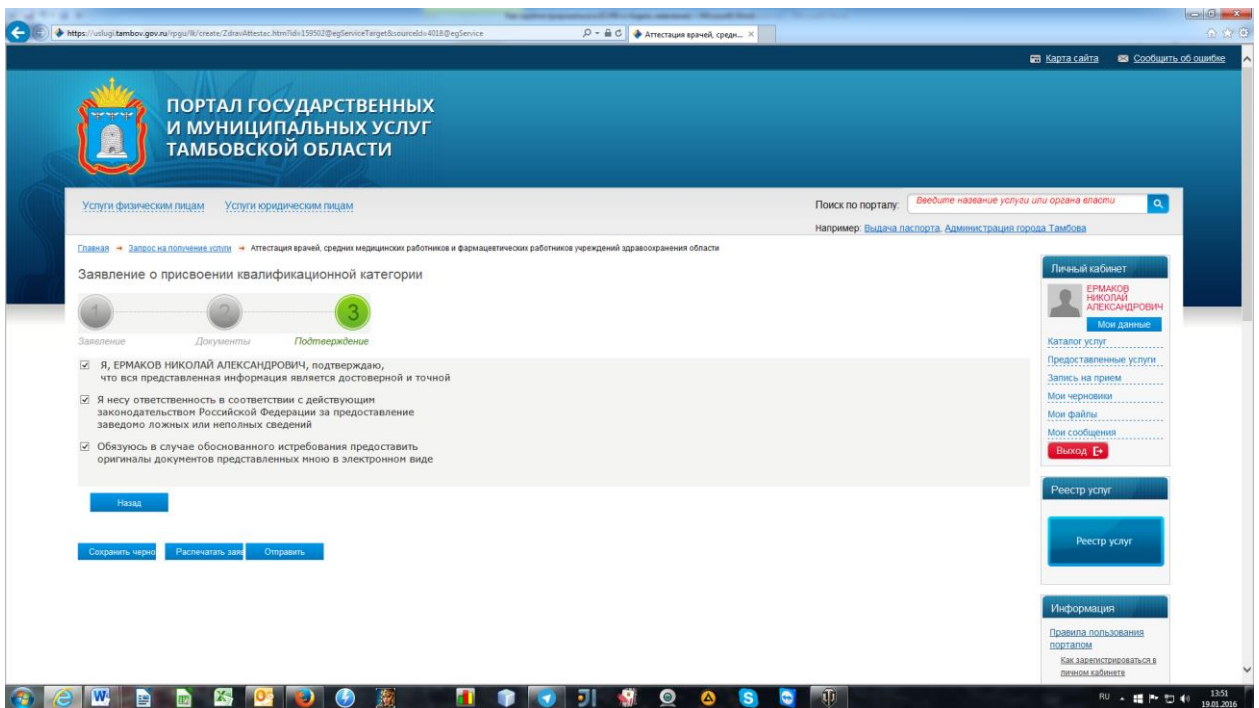 https://uslugi.tambov.gov.ru/rpgu/lk/create/ZdravAttestac.htm?id=159502@egServiceTarget&sourceId=4018@egService
Аттестация врачей, средн...
Карта сайта
Сообщить об ошибке
ПОРТАЛ ГОСУДАРСТВЕННЫХ
И МУНИЦИПАЛЬНЫХ УСЛУГ
ТАМБОВСКОЙ ОБЛАСТИ
Услуги физическим лицам Услуги юридическим лицам
Поиск по порталу: Введите название услуги или органа власти
Например: Выдача паспорта, Администрация города Тамбова
Главная → Запрос на получение услуги → Аттестация врачей, средних медицинских работников и фармацевтических работников учреждений здравоохранения области
Заявление о присвоении квалификационной категории
1 2 3
Заявление Документы Подтверждение
Я, ЕРМАКОВ НИКОЛАЙ АЛЕКСАНДРОВИЧ, подтверждаю,
что вся представленная информация является достоверной и точной
Я несу ответственность в соответствии с действующим
законодательством Российской Федерации за предоставление
заведомо ложных или неполных сведений
Обязуюсь в случае обоснованного истребования предоставить
оригиналы документов представленных мною в электронном виде
Назад
Сохранить черно Распечатать заяв Отправить
Личный кабинет
ЕРМАКОВ
НИКОЛАЙ
АЛЕКСАНДРОВИЧ
Мои данные
Каталог услуг
Предоставленные услуги
Запись на прием
Мои черновики
Мои файлы
Мои сообщения
Выход
Реестр услуг
Реестр услуг
Информация
Правила пользования
порталом
Как зарегистрироваться в
личном кабинете
RU
13:51
19.01.2016